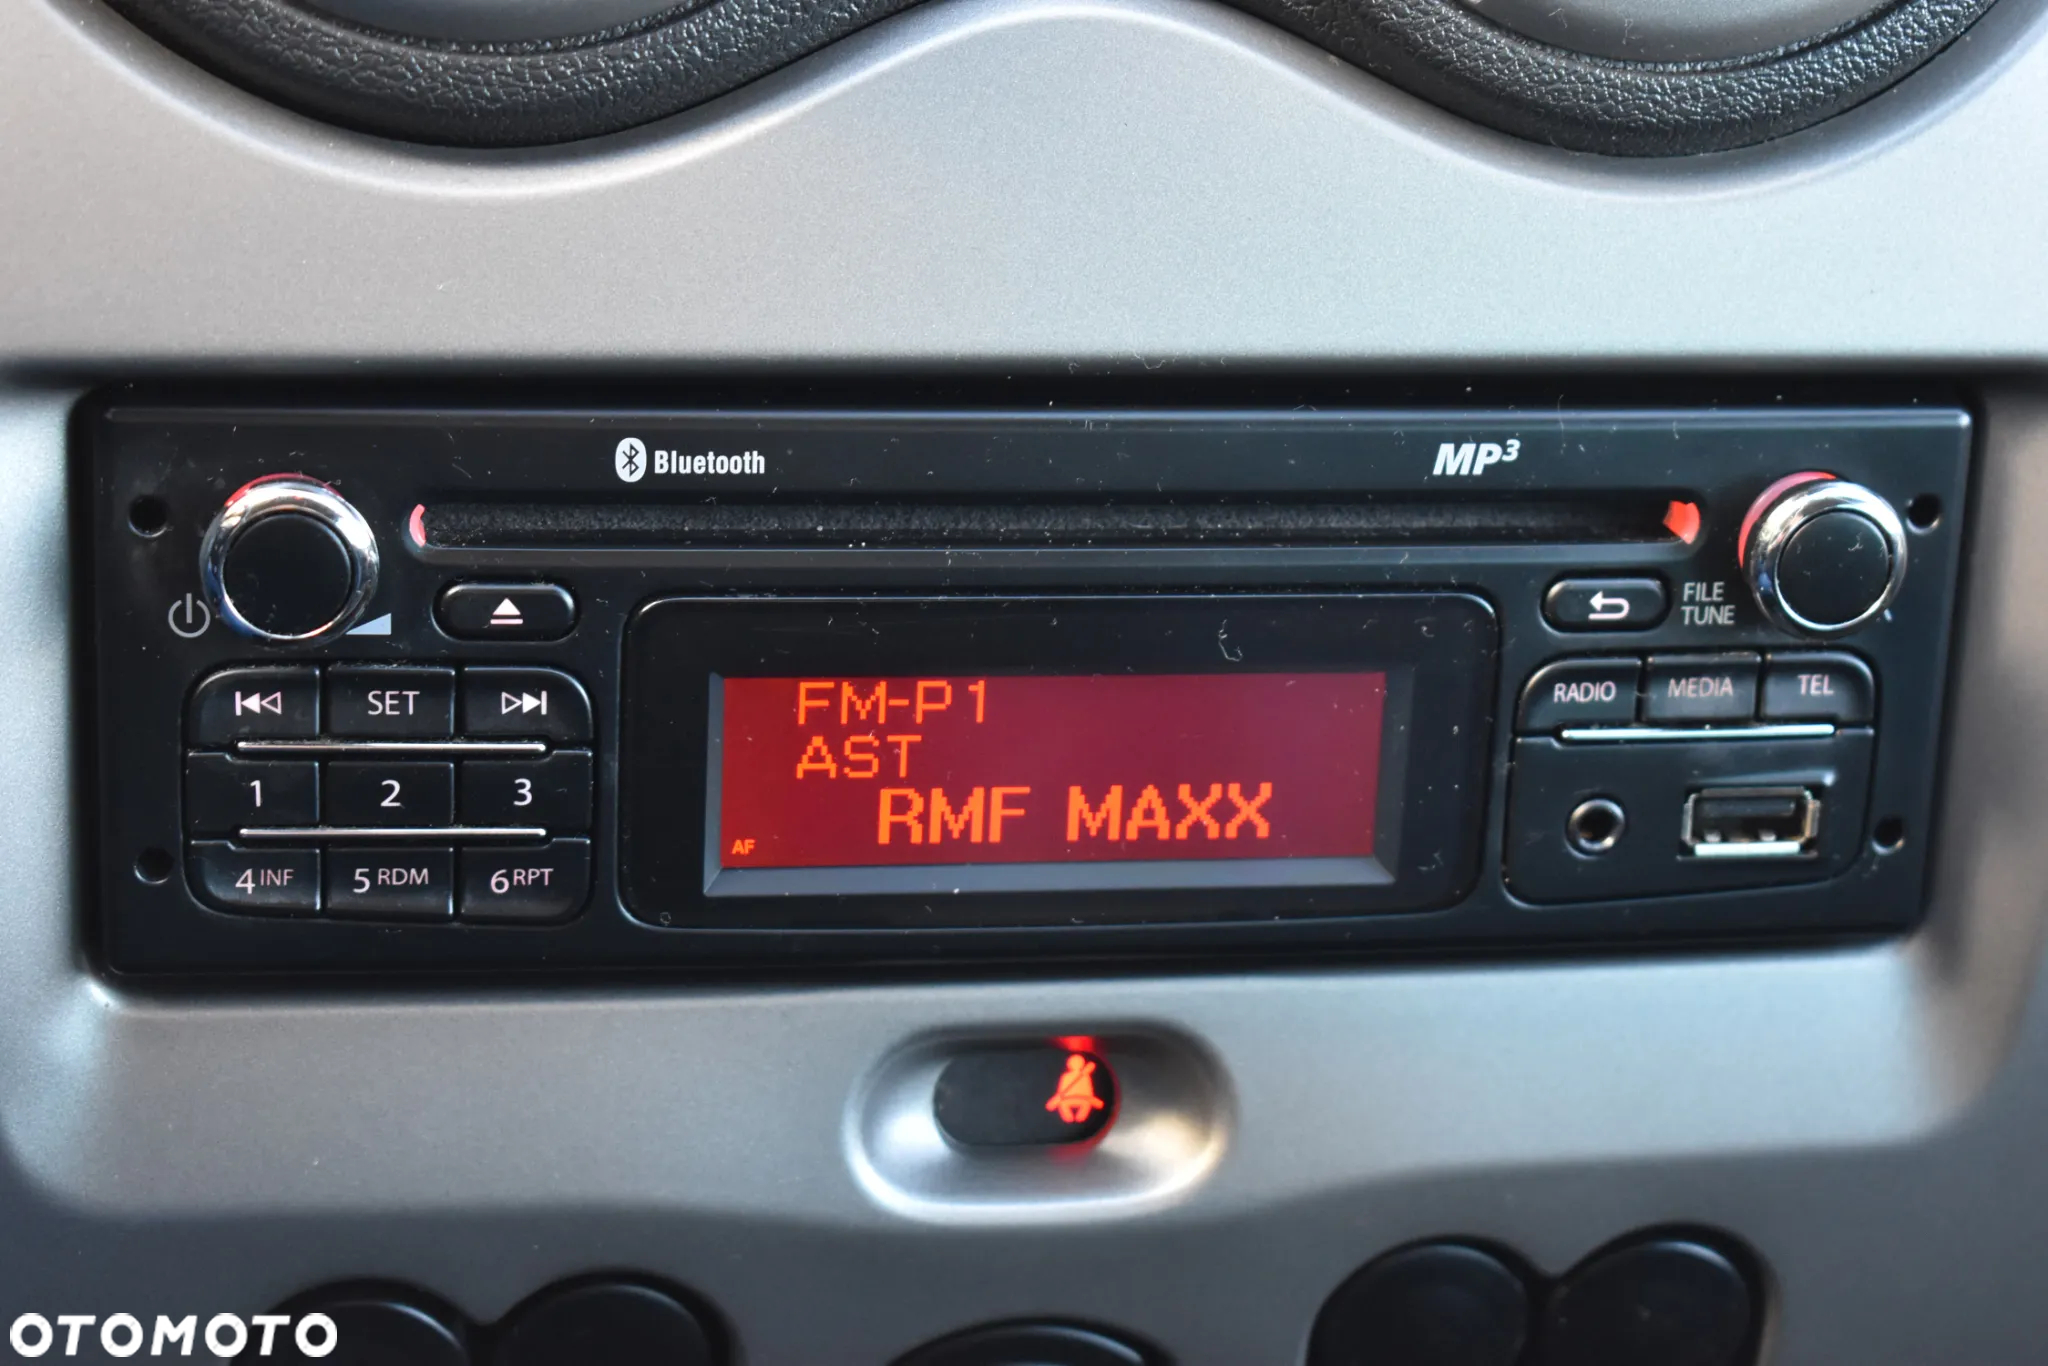 Bluetooth
MP3
FILE
TUNE
SET
RADIO
MEDIA
TEL
FM-P1
AST
RMF MAXX
AF
1
2
3
4 INF
5 RDM
6 RPT
OTOMOTO